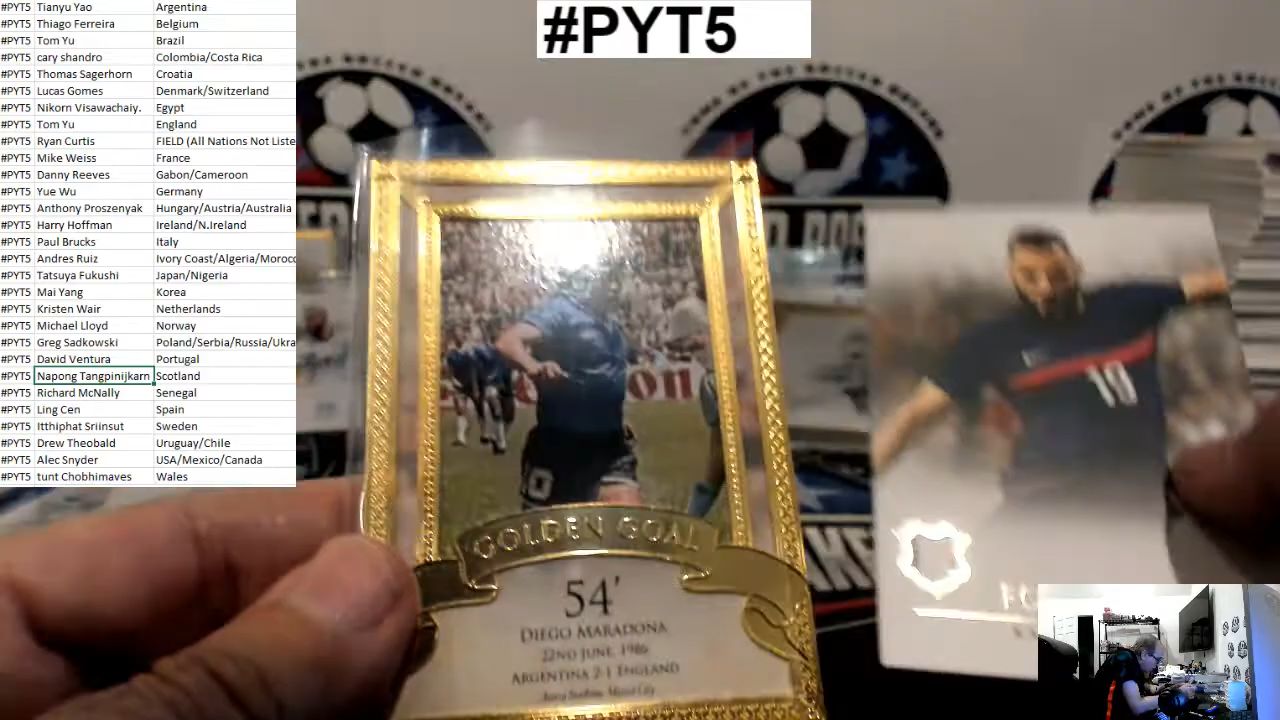 #PYT5 Tianyu Yao Argentina
#PYT5 Thiago Ferreira Belgium
#PYT5 Tom Yu Brazil
#PYT5 cary shandro Colombia/Costa Rica
#PYT5 Thomas Sagerhorn Croatia
#PYT5 Lucas Gomes Denmark/Switzerland
#PYT5 Nikorn Visawachaiy. Egypt
#PYT5 Tom Yu England
#PYT5 Ryan Curtis FIELD (All Nations Not Liste
#PYT5 Mike Weiss France
#PYT5 Danny Reeves Gabon/Cameroon
#PYT5 Yue Wu Germany
#PYT5 Anthony Proszenyak Hungary/Austria/Australia
#PYT5 Harry Hoffman Ireland/N.Ireland
#PYT5 Paul Brucks Italy
#PYT5 Andres Ruiz Ivory Coast/Algeria/Moroco
#PYT5 Tatsuya Fukushi Japan/Nigeria
#PYT5 Mai Yang Korea
#PYT5 Kristen Wair Netherlands
#PYT5 Michael Lloyd Norway
#PYT5 Greg Sadkowski Poland/Serbia/Russia/Ukra
#PYT5 David Ventura Portugal
#PYT5 Napong Tangpinijkarn Scotland
#PYT5 Richard McNally Senegal
#PYT5 Ling Cen Spain
#PYT5 Itthiphat Sriinsut Sweden
#PYT5 Drew Theobald Uruguay/Chile
#PYT5 Alec Snyder USA/Mexico/Canada
#PYT5 tunt Chobhimaves Wales
#PYT5
10
GOLDEN GOAL
54'
DIEGO MARADONA
22ND JUNE, 1986
ARGENTINA 2-1 ENGLAND